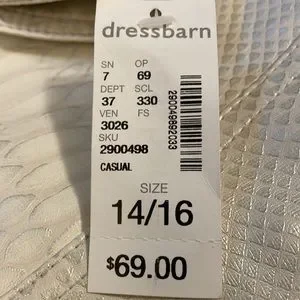 dressbarn
SN OP
7 69
DEPT SCL
37 330
VEN FS
3026
SKU
2900498
CASUAL
290049892033
SIZE
14/16
$69.00